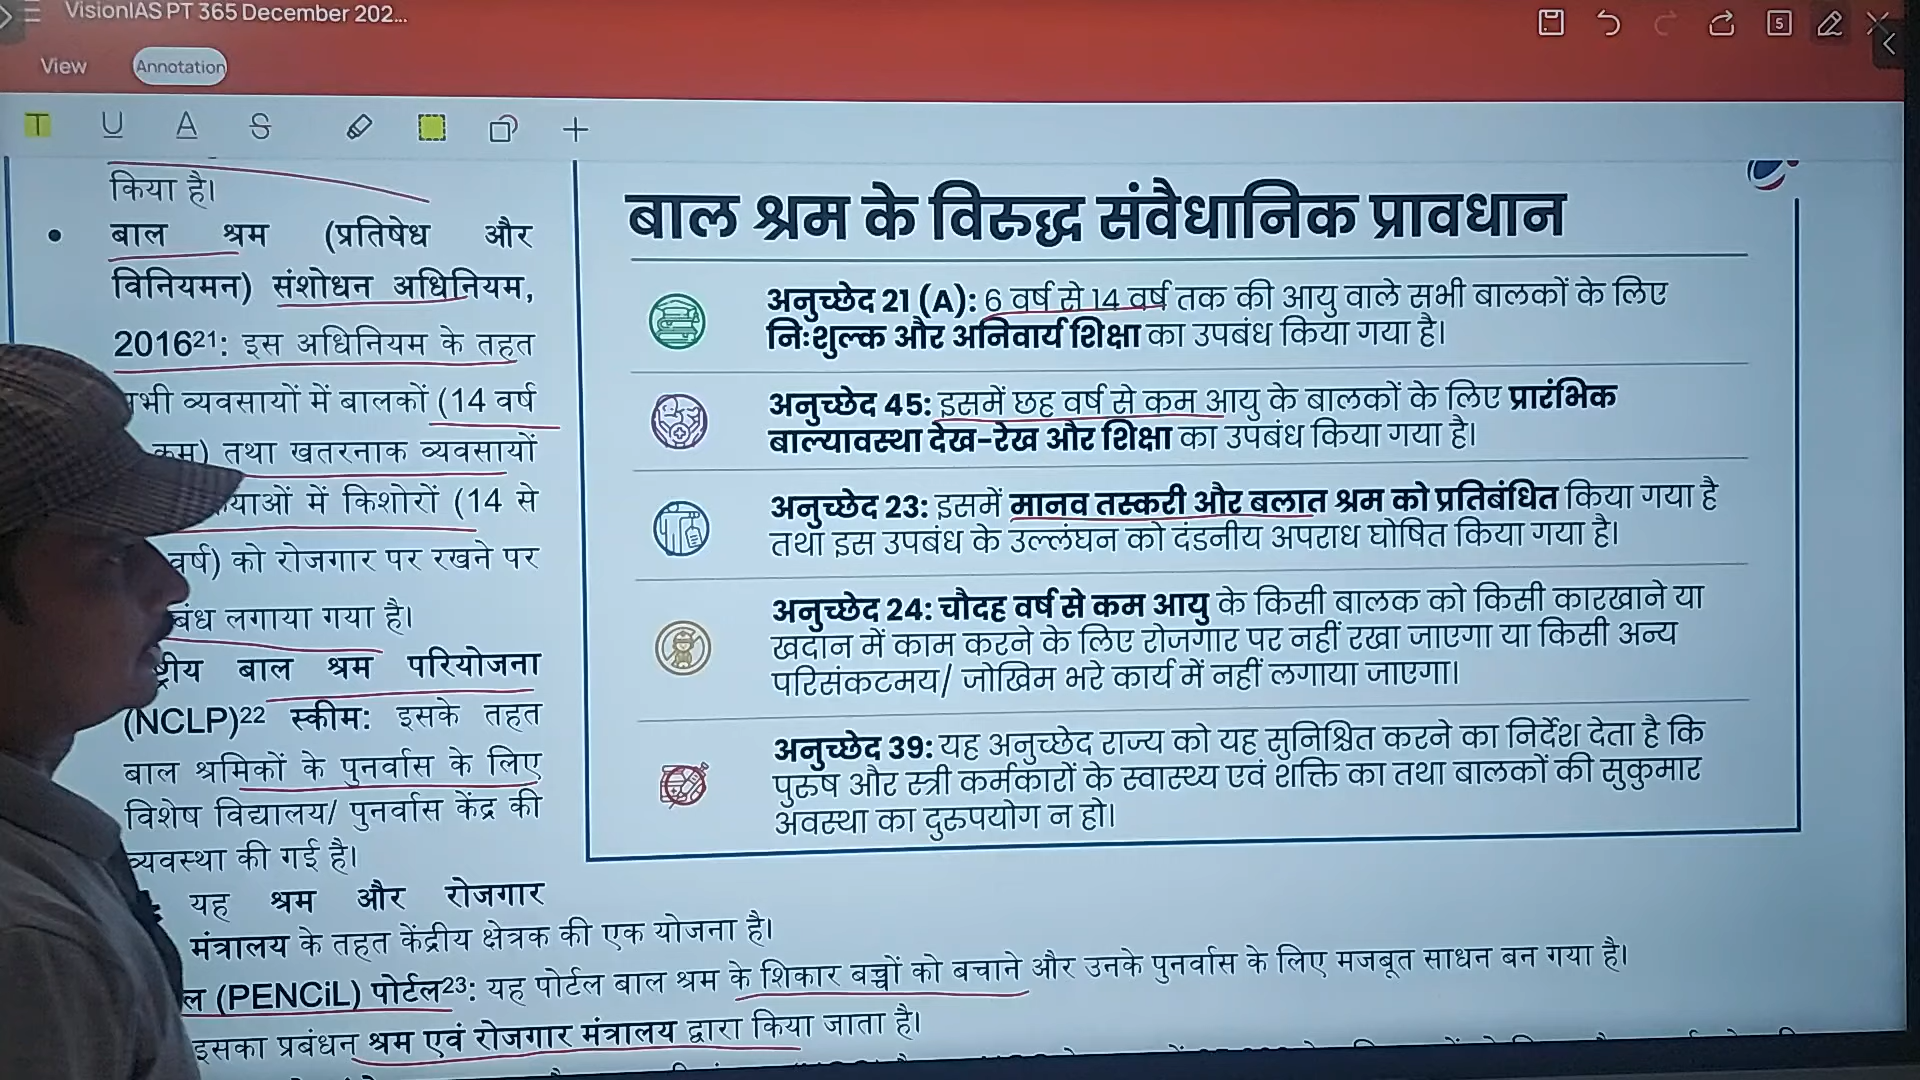 VisionIAS PT 365 December 202...
View
Annotation
T U A S
5
किया है।
• बाल श्रम (प्रतिषेध और
विनियमन) संशोधन अधिनियम,
2016²¹: इस अधिनियम के तहत
व्यवसायों में बालकों (14 वर्ष
कम) तथा खतरनाक व्यवसायों
में किशोरों (14 से
वर्ष) को रोजगार पर रखने पर
लगाया गया है।
बाल श्रम परियोजना
(NCLP)²² स्कीम: इसके तहत
बाल श्रमिकों के पुनर्वास के लिए
विशेष विद्यालय/ पुनर्वास केंद्र की
व्यवस्था की गई है।
यह श्रम और रोजगार
मंत्रालय के तहत केंद्रीय क्षेत्रक की एक योजना है।
(PENCiL) पोर्टल²³: यह पोर्टल बाल श्रम के शिकार बच्चों को बचाने और उनके पुनर्वास के लिए मजबूत साधन बन गया है।
इसका प्रबंधन श्रम एवं रोजगार मंत्रालय द्वारा किया जाता है।
बाल श्रम के विरुद्ध संवैधानिक प्रावधान
अनुच्छेद 21 (A): 6 वर्ष से 14 वर्ष तक की आयु वाले सभी बालकों के लिए
निःशुल्क और अनिवार्य शिक्षा का उपबंध किया गया है।
अनुच्छेद 45: इसमें छह वर्ष से कम आयु के बालकों के लिए प्रारंभिक
बाल्यावस्था देख-रेख और शिक्षा का उपबंध किया गया है।
अनुच्छेद 23: इसमें मानव तस्करी और बलात श्रम को प्रतिबंधित किया गया है
तथा इस उपबंध के उल्लंघन को दंडनीय अपराध घोषित किया गया है।
अनुच्छेद 24: चौदह वर्ष से कम आयु के किसी बालक को किसी कारखाने या
खदान में काम करने के लिए रोजगार पर नहीं रखा जाएगा या किसी अन्य
परिसंकटमय/ जोखिम भरे कार्य में नहीं लगाया जाएगा।
अनुच्छेद 39: यह अनुच्छेद राज्य को यह सुनिश्चित करने का निर्देश देता है कि
पुरुष और स्त्री कर्मकारों के स्वास्थ्य एवं शक्ति का तथा बालकों की सुकुमार
अवस्था का दुरुपयोग न हो।